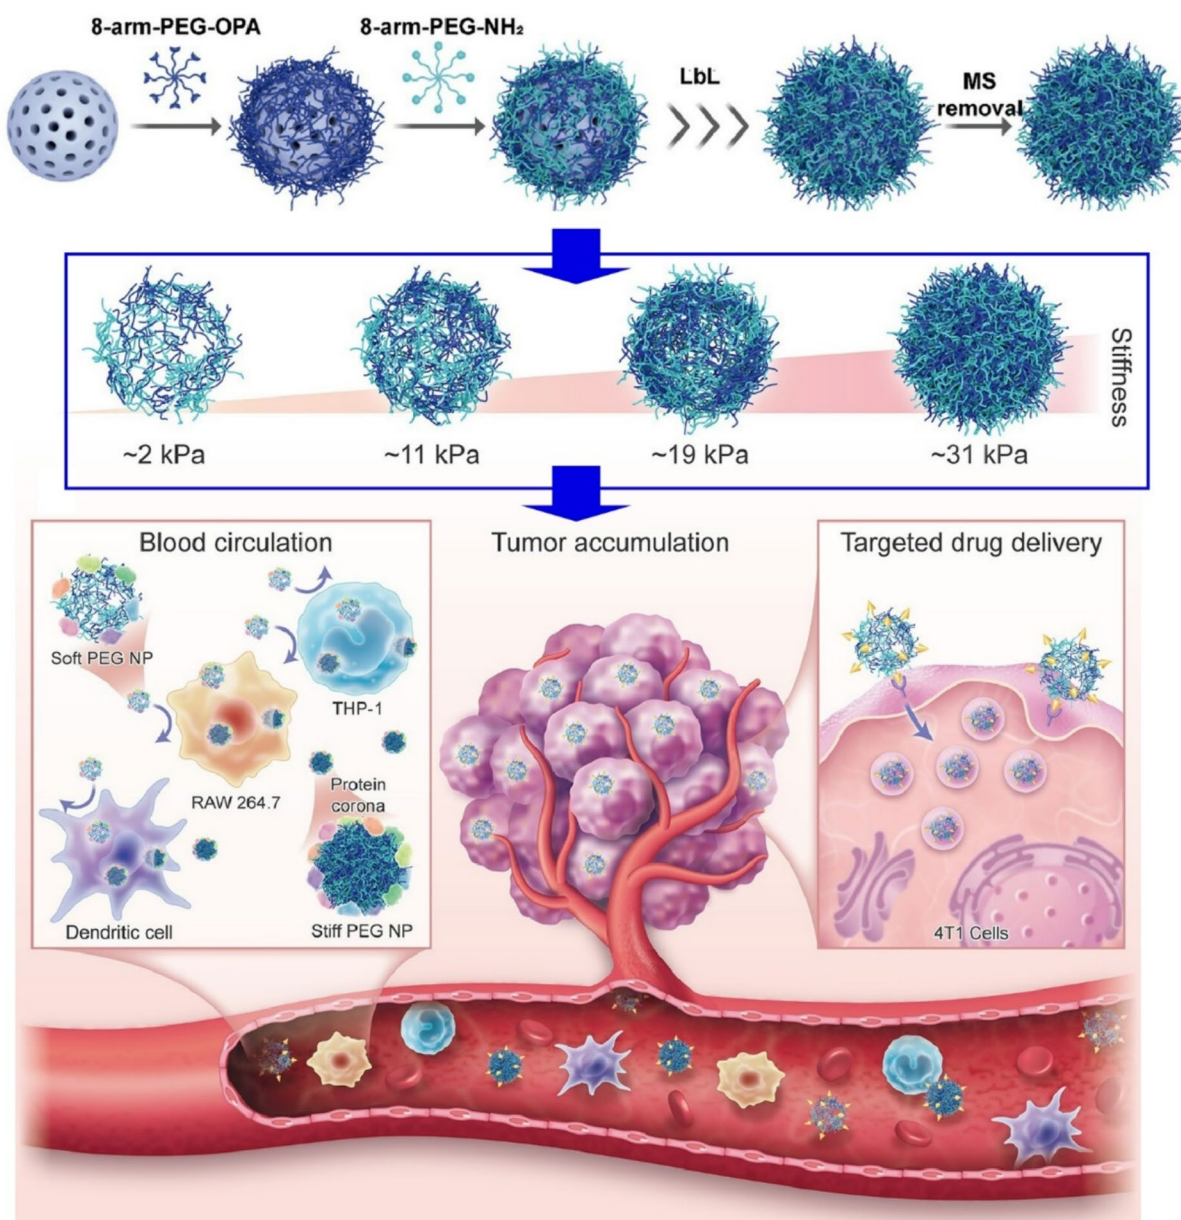 8-arm-PEG-OPA
8-arm-PEG-NH₂
LbL
MS
removal
Stiffness
~2 kPa
~11 kPa
~19 kPa
~31 kPa
Blood circulation
Tumor accumulation
Targeted drug delivery
Soft PEG NP
THP-1
RAW 264.7
Protein
corona
Dendritic cell
Stiff PEG NP
4T1 Cells